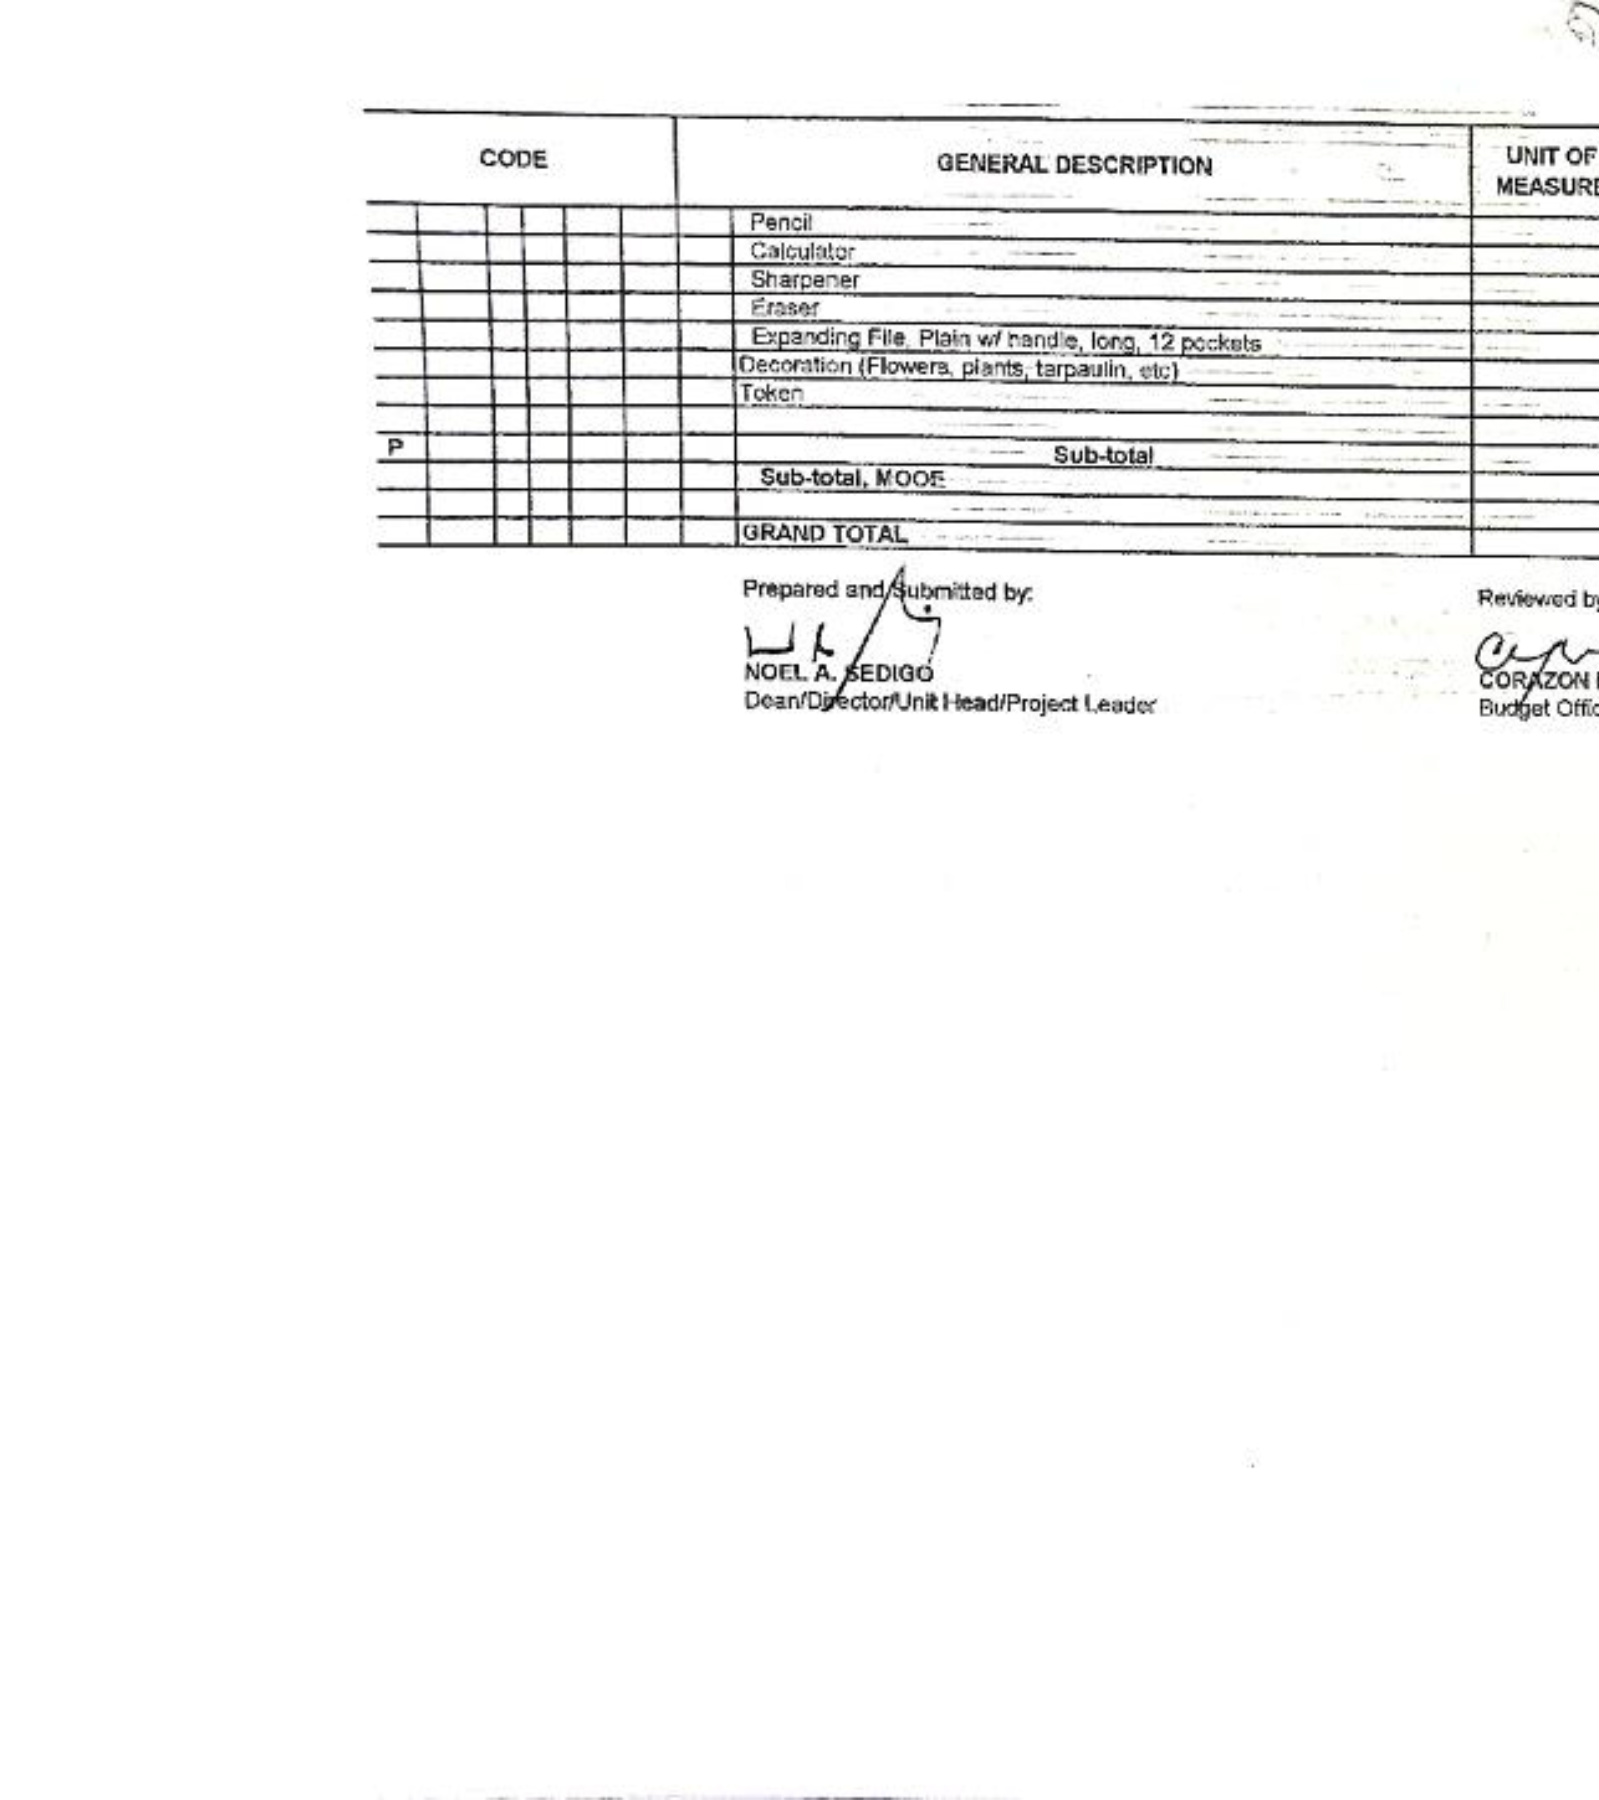 CODE GENERAL DESCRIPTION UNIT OF
MEASURE
Pencil
Calculator
Sharpener
Eraser
Expanding File, Plain w/ handle, long, 12 pockets
Decoration (Flowers, plants, tarpaulin, etc)
Token
P Sub-total
Sub-total, MOOE
GRAND TOTAL
Prepared and Submitted by: Reviewed by
NOEL A. SEDIGO CORAZON
Dean/Director/Unit Head/Project Leader Budget Offic